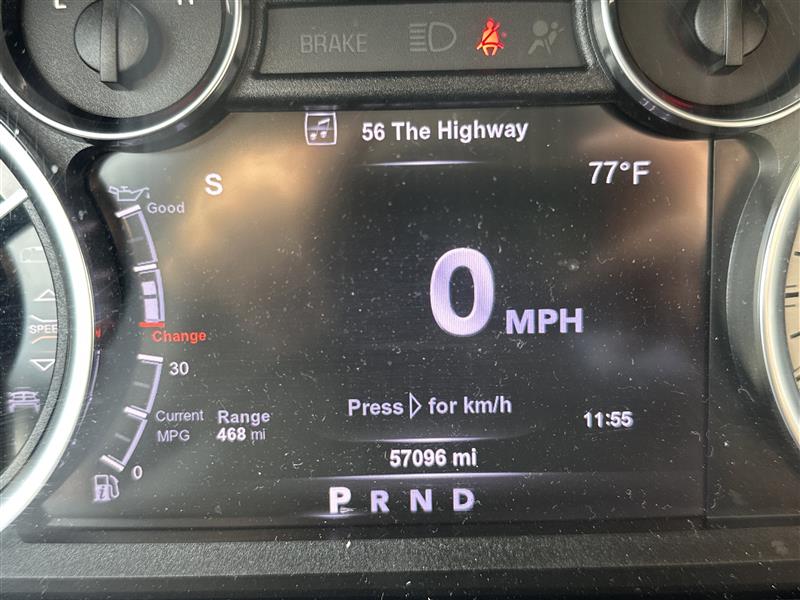 E H
BRAKE
56 The Highway
S
77°F
Good
0 MPH
SPEED
Change
30
Current MPG
Range
468 mi
Press ▷ for km/h
11:55
0
57096 mi
P R N D